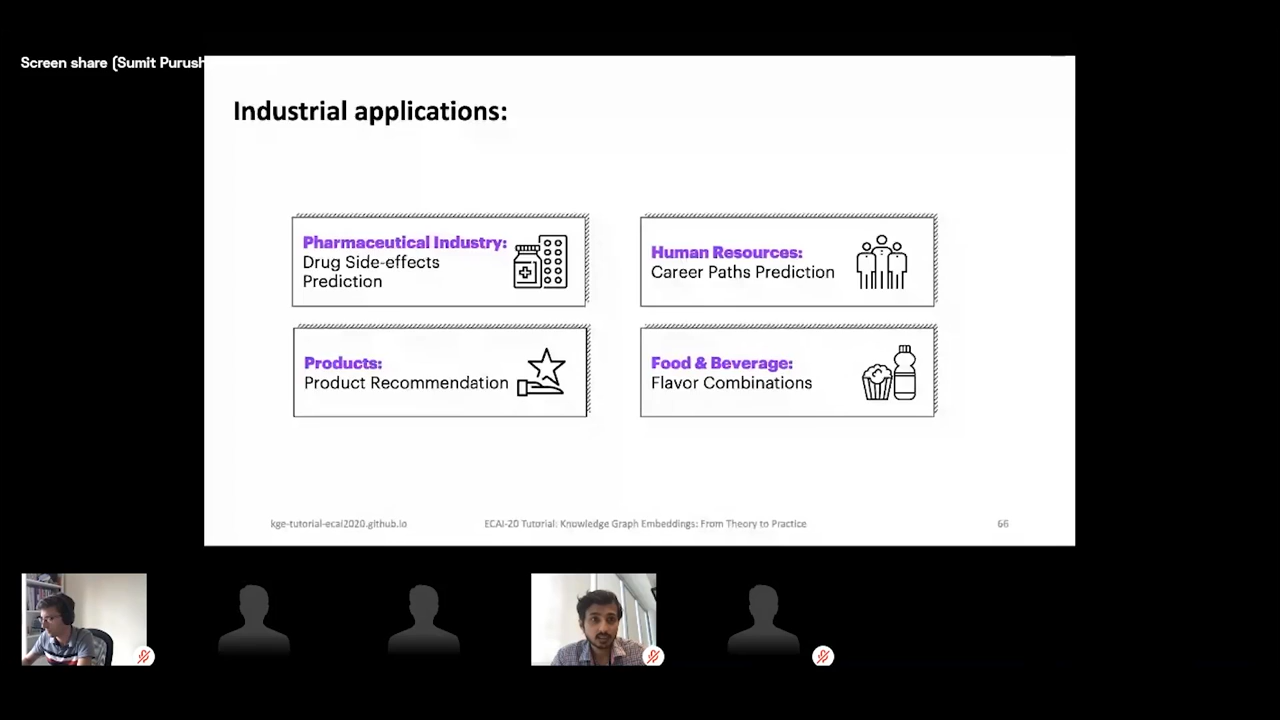 Screen share (Sumit Purush
Industrial applications:
Pharmaceutical Industry:
Drug Side-effects
Prediction
Human Resources:
Career Paths Prediction
Products:
Product Recommendation
Food & Beverage:
Flavor Combinations
kge-tutorial-ecai2020.github.io
ECAI-20 Tutorial: Knowledge Graph Embeddings: From Theory to Practice
66